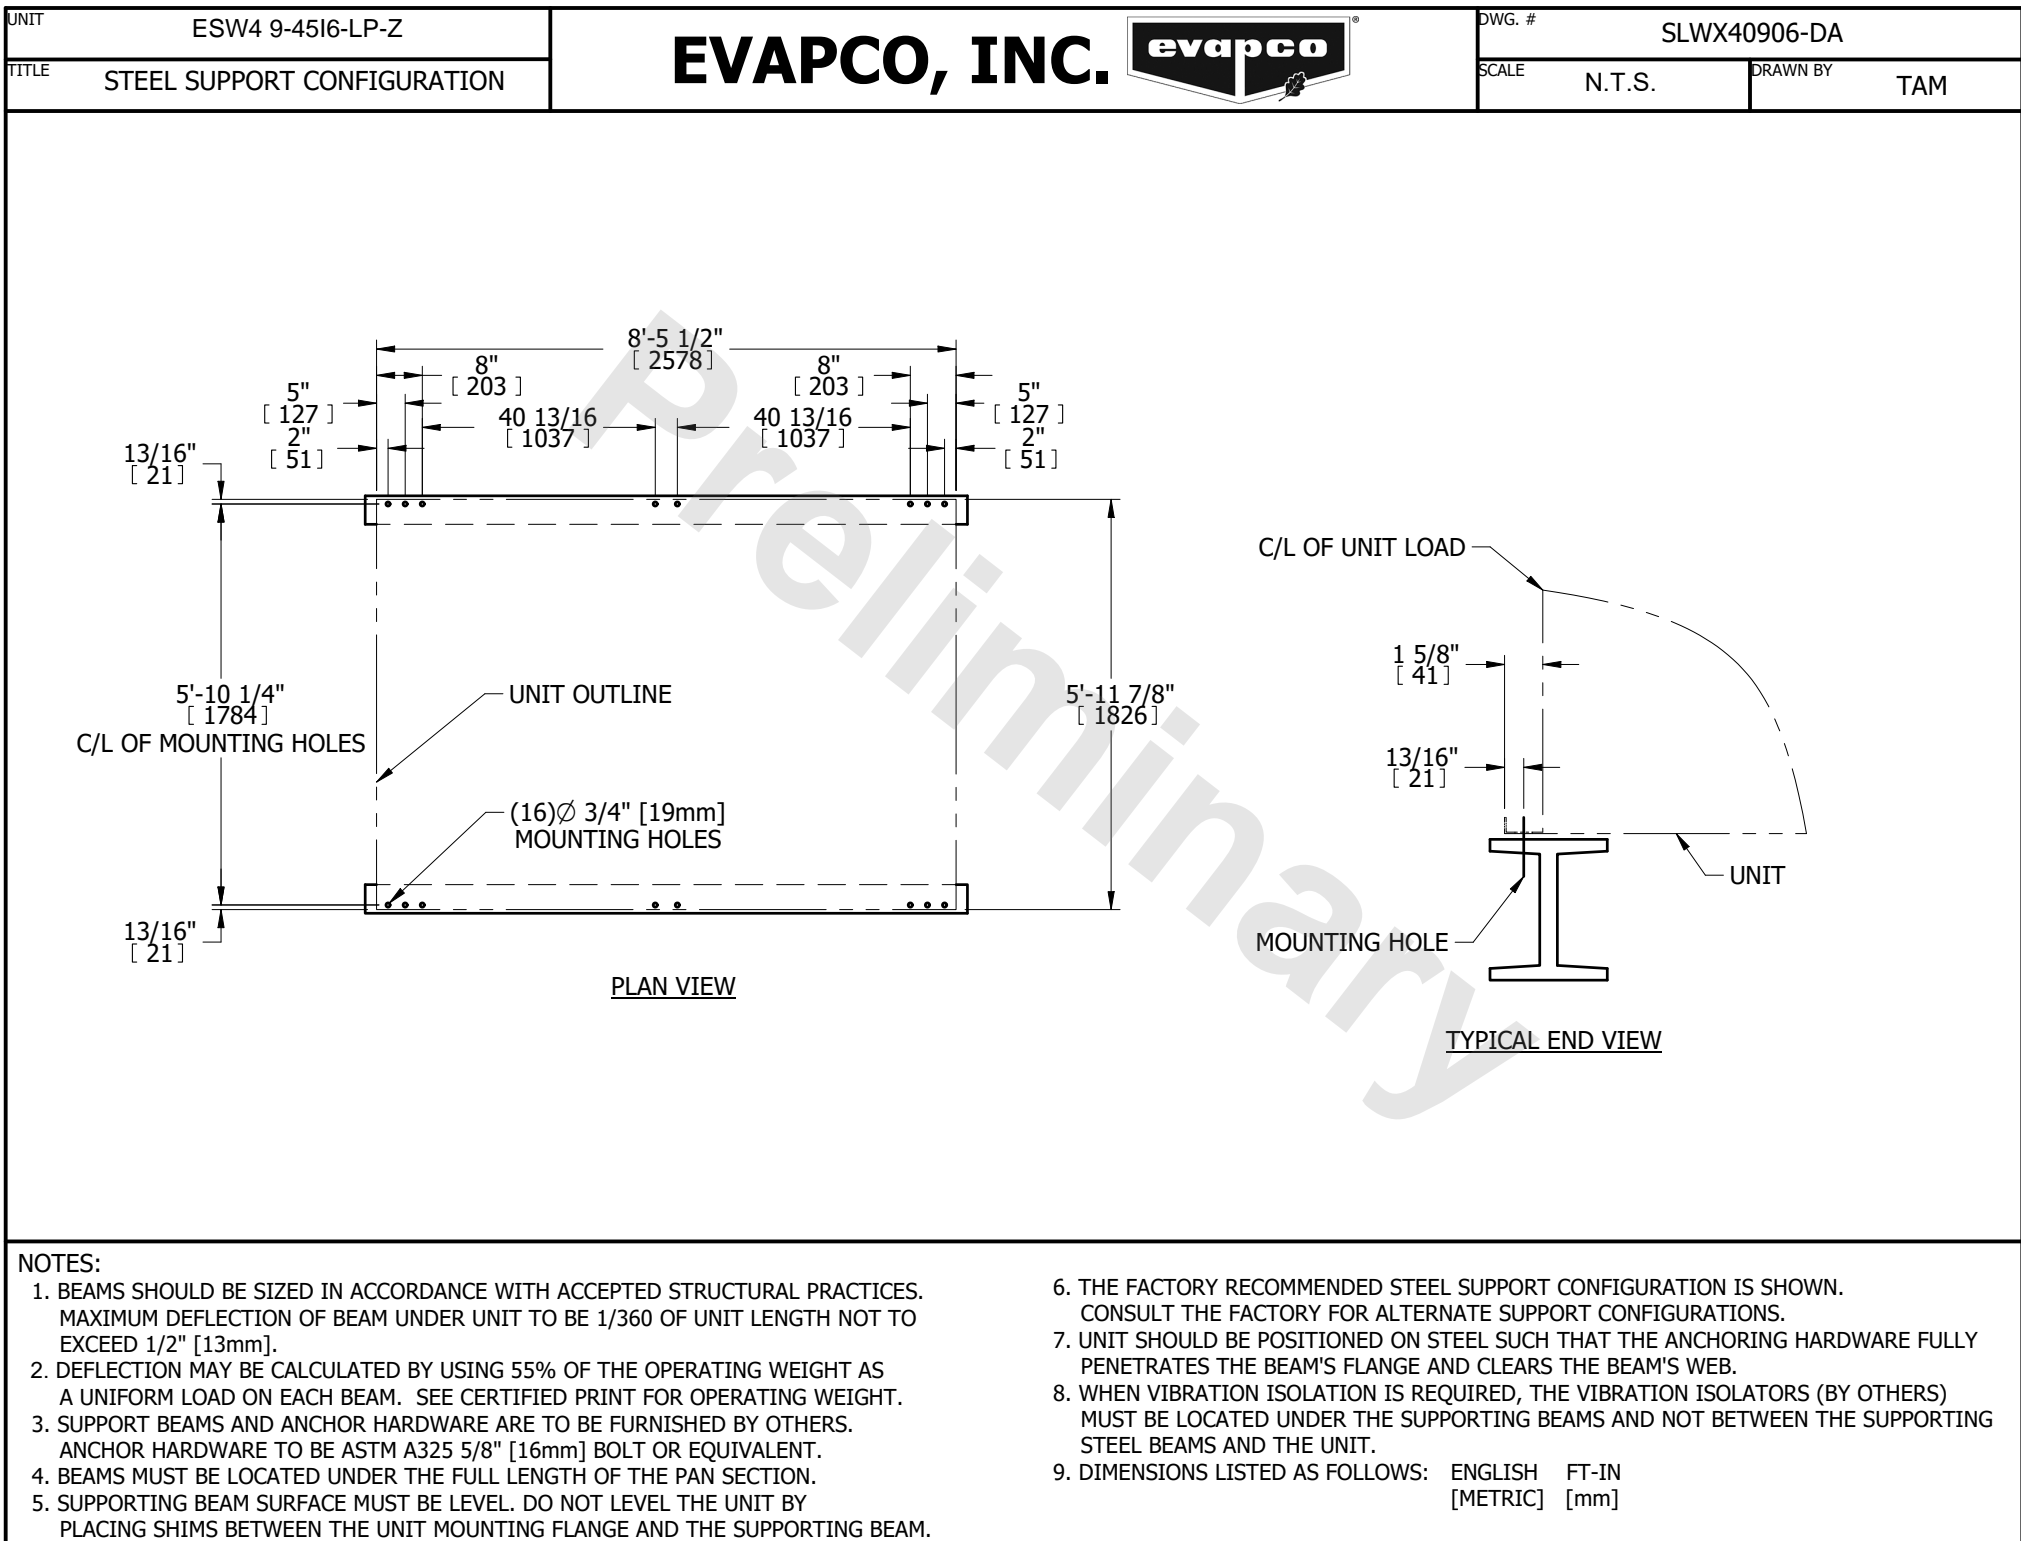 UNIT
ESW4 9-45I6-LP-Z
TITLE
STEEL SUPPORT CONFIGURATION
EVAPCO, INC.
evapco
®
DWG. #
SLWX40906-DA
SCALE
N.T.S.
DRAWN BY
TAM
8'-5 1/2"
[ 2578 ]
8"
[ 203 ]
8"
[ 203 ]
5"
[ 127 ]
5"
[ 127 ]
40 13/16
[ 1037 ]
40 13/16
[ 1037 ]
2"
[ 51 ]
2"
[ 51 ]
13/16"
[ 21 ]
5'-10 1/4"
[ 1784 ]
C/L OF MOUNTING HOLES
UNIT OUTLINE
5'-11 7/8"
[ 1826 ]
(16)Ø 3/4" [19mm]
MOUNTING HOLES
13/16"
[ 21 ]
PLAN VIEW
C/L OF UNIT LOAD
1 5/8"
[ 41 ]
13/16"
[ 21 ]
UNIT
MOUNTING HOLE
TYPICAL END VIEW
Preliminary
NOTES:
1. BEAMS SHOULD BE SIZED IN ACCORDANCE WITH ACCEPTED STRUCTURAL PRACTICES.
MAXIMUM DEFLECTION OF BEAM UNDER UNIT TO BE 1/360 OF UNIT LENGTH NOT TO
EXCEED 1/2" [13mm].
2. DEFLECTION MAY BE CALCULATED BY USING 55% OF THE OPERATING WEIGHT AS
A UNIFORM LOAD ON EACH BEAM. SEE CERTIFIED PRINT FOR OPERATING WEIGHT.
3. SUPPORT BEAMS AND ANCHOR HARDWARE ARE TO BE FURNISHED BY OTHERS.
ANCHOR HARDWARE TO BE ASTM A325 5/8" [16mm] BOLT OR EQUIVALENT.
4. BEAMS MUST BE LOCATED UNDER THE FULL LENGTH OF THE PAN SECTION.
5. SUPPORTING BEAM SURFACE MUST BE LEVEL. DO NOT LEVEL THE UNIT BY
PLACING SHIMS BETWEEN THE UNIT MOUNTING FLANGE AND THE SUPPORTING BEAM.
6. THE FACTORY RECOMMENDED STEEL SUPPORT CONFIGURATION IS SHOWN.
CONSULT THE FACTORY FOR ALTERNATE SUPPORT CONFIGURATIONS.
7. UNIT SHOULD BE POSITIONED ON STEEL SUCH THAT THE ANCHORING HARDWARE FULLY
PENETRATES THE BEAM'S FLANGE AND CLEARS THE BEAM'S WEB.
8. WHEN VIBRATION ISOLATION IS REQUIRED, THE VIBRATION ISOLATORS (BY OTHERS)
MUST BE LOCATED UNDER THE SUPPORTING BEAMS AND NOT BETWEEN THE SUPPORTING
STEEL BEAMS AND THE UNIT.
9. DIMENSIONS LISTED AS FOLLOWS: ENGLISH FT-IN
[METRIC] [mm]